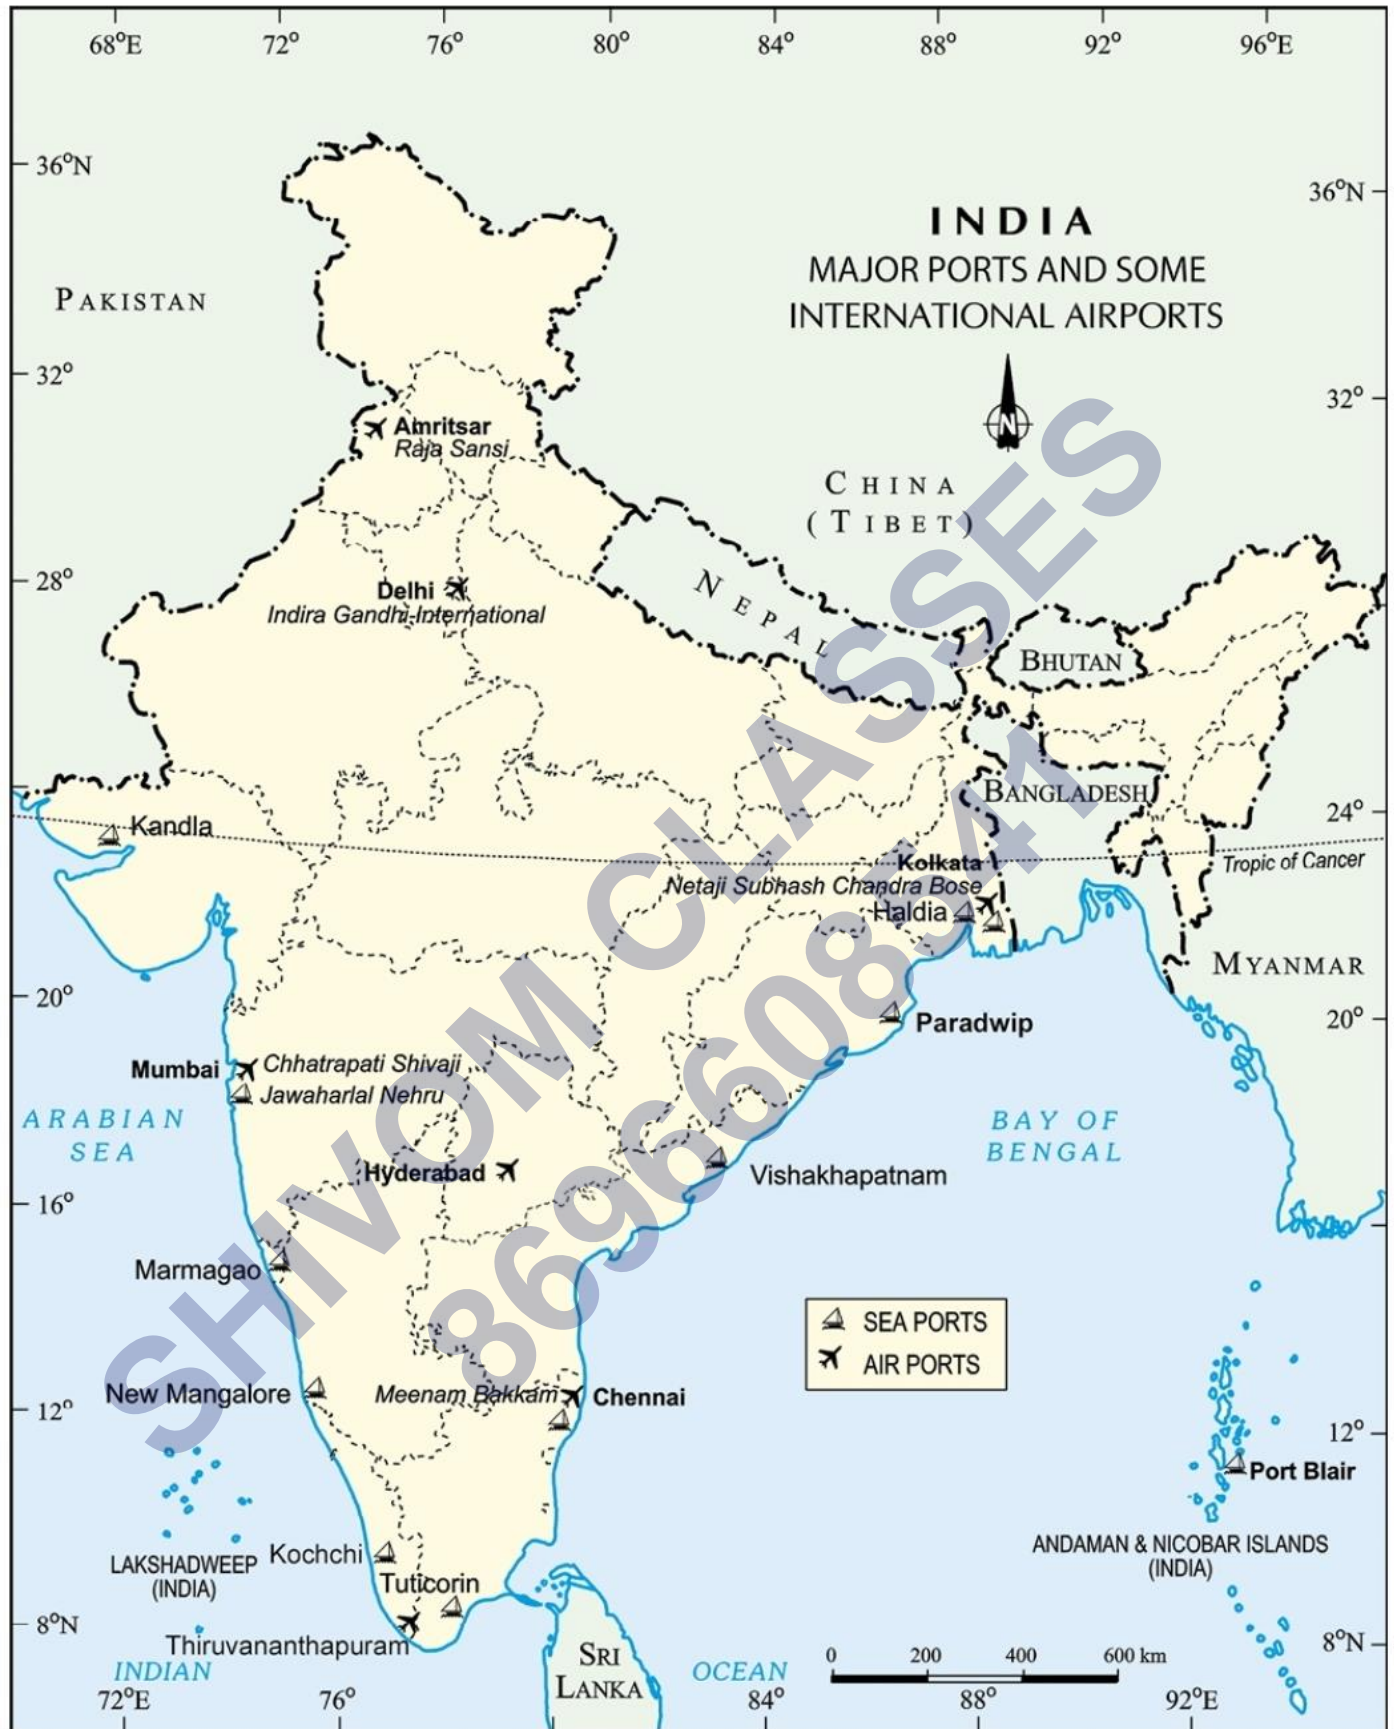 68°E 72° 76° 80° 84° 88° 92° 96°E
36°N
36°N
INDIA
MAJOR PORTS AND SOME
INTERNATIONAL AIRPORTS
PAKISTAN
32°
32°
N
Amritsar
Raja Sansi
CHINA
(TIBET)
28°
Delhi
Indira Gandhi International
NEPAL
BHUTAN
BANGLADESH
24°
Kandla
Tropic of Cancer
Kolkata
Netaji Subhash Chandra Bose
Haldia
MYANMAR
20°
20°
Paradwip
Mumbai
Chhatrapati Shivaji
Jawaharlal Nehru
ARABIAN
SEA
BAY OF
BENGAL
Hyderabad
Vishakhapatnam
16°
Marmagao
SEA PORTS
AIR PORTS
New Mangalore
Meenam Bakkam
Chennai
12°
12°
Port Blair
LAKSHADWEEP
(INDIA)
Kochchi
Tuticorin
ANDAMAN & NICOBAR ISLANDS
(INDIA)
8°N
8°N
Thiruvananthapuram
SRI
LANKA
INDIAN
OCEAN
0 200 400 600 km
72°E 76° 84° 88° 92°E
SHIVOM CLASSES
8696608541